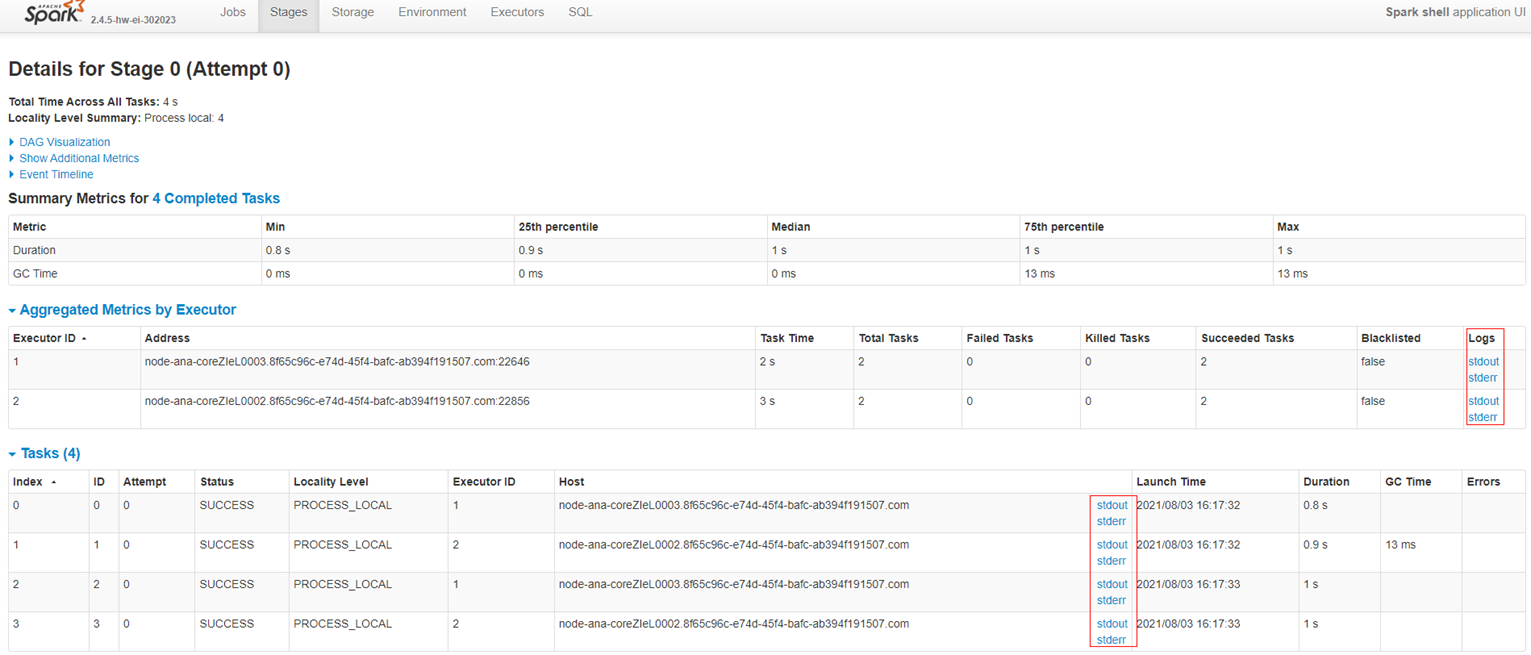 APACHE Spark 2.4.5-hw-ei-302023 Jobs Stages Storage Environment Executors SQL Spark shell application UI
Details for Stage 0 (Attempt 0)
Total Time Across All Tasks: 4 s
Locality Level Summary: Process local: 4
DAG Visualization
Show Additional Metrics
Event Timeline
Summary Metrics for 4 Completed Tasks
Metric Min 25th percentile Median 75th percentile Max
Duration 0.8 s 0.9 s 1 s 1 s 1 s
GC Time 0 ms 0 ms 0 ms 13 ms 13 ms
Aggregated Metrics by Executor
Executor ID Address Task Time Total Tasks Failed Tasks Killed Tasks Succeeded Tasks Blacklisted Logs
1 node-ana-coreZIeL0003.8f65c96c-e74d-45f4-bafc-ab394f191507.com:22646 2 s 2 0 0 2 false stdout
stderr
2 node-ana-coreZIeL0002.8f65c96c-e74d-45f4-bafc-ab394f191507.com:22856 3 s 2 0 0 2 false stdout
stderr
Tasks (4)
Index ID Attempt Status Locality Level Executor ID Host Launch Time Duration GC Time Errors
0 0 0 SUCCESS PROCESS_LOCAL 1 node-ana-coreZIeL0003.8f65c96c-e74d-45f4-bafc-ab394f191507.com stdout 2021/08/03 16:17:32 0.8 s
stderr
1 1 0 SUCCESS PROCESS_LOCAL 2 node-ana-coreZIeL0002.8f65c96c-e74d-45f4-bafc-ab394f191507.com stdout 2021/08/03 16:17:32 0.9 s 13 ms
stderr
2 2 0 SUCCESS PROCESS_LOCAL 1 node-ana-coreZIeL0003.8f65c96c-e74d-45f4-bafc-ab394f191507.com stdout 2021/08/03 16:17:33 1 s
stderr
3 3 0 SUCCESS PROCESS_LOCAL 2 node-ana-coreZIeL0002.8f65c96c-e74d-45f4-bafc-ab394f191507.com stdout 2021/08/03 16:17:33 1 s
stderr